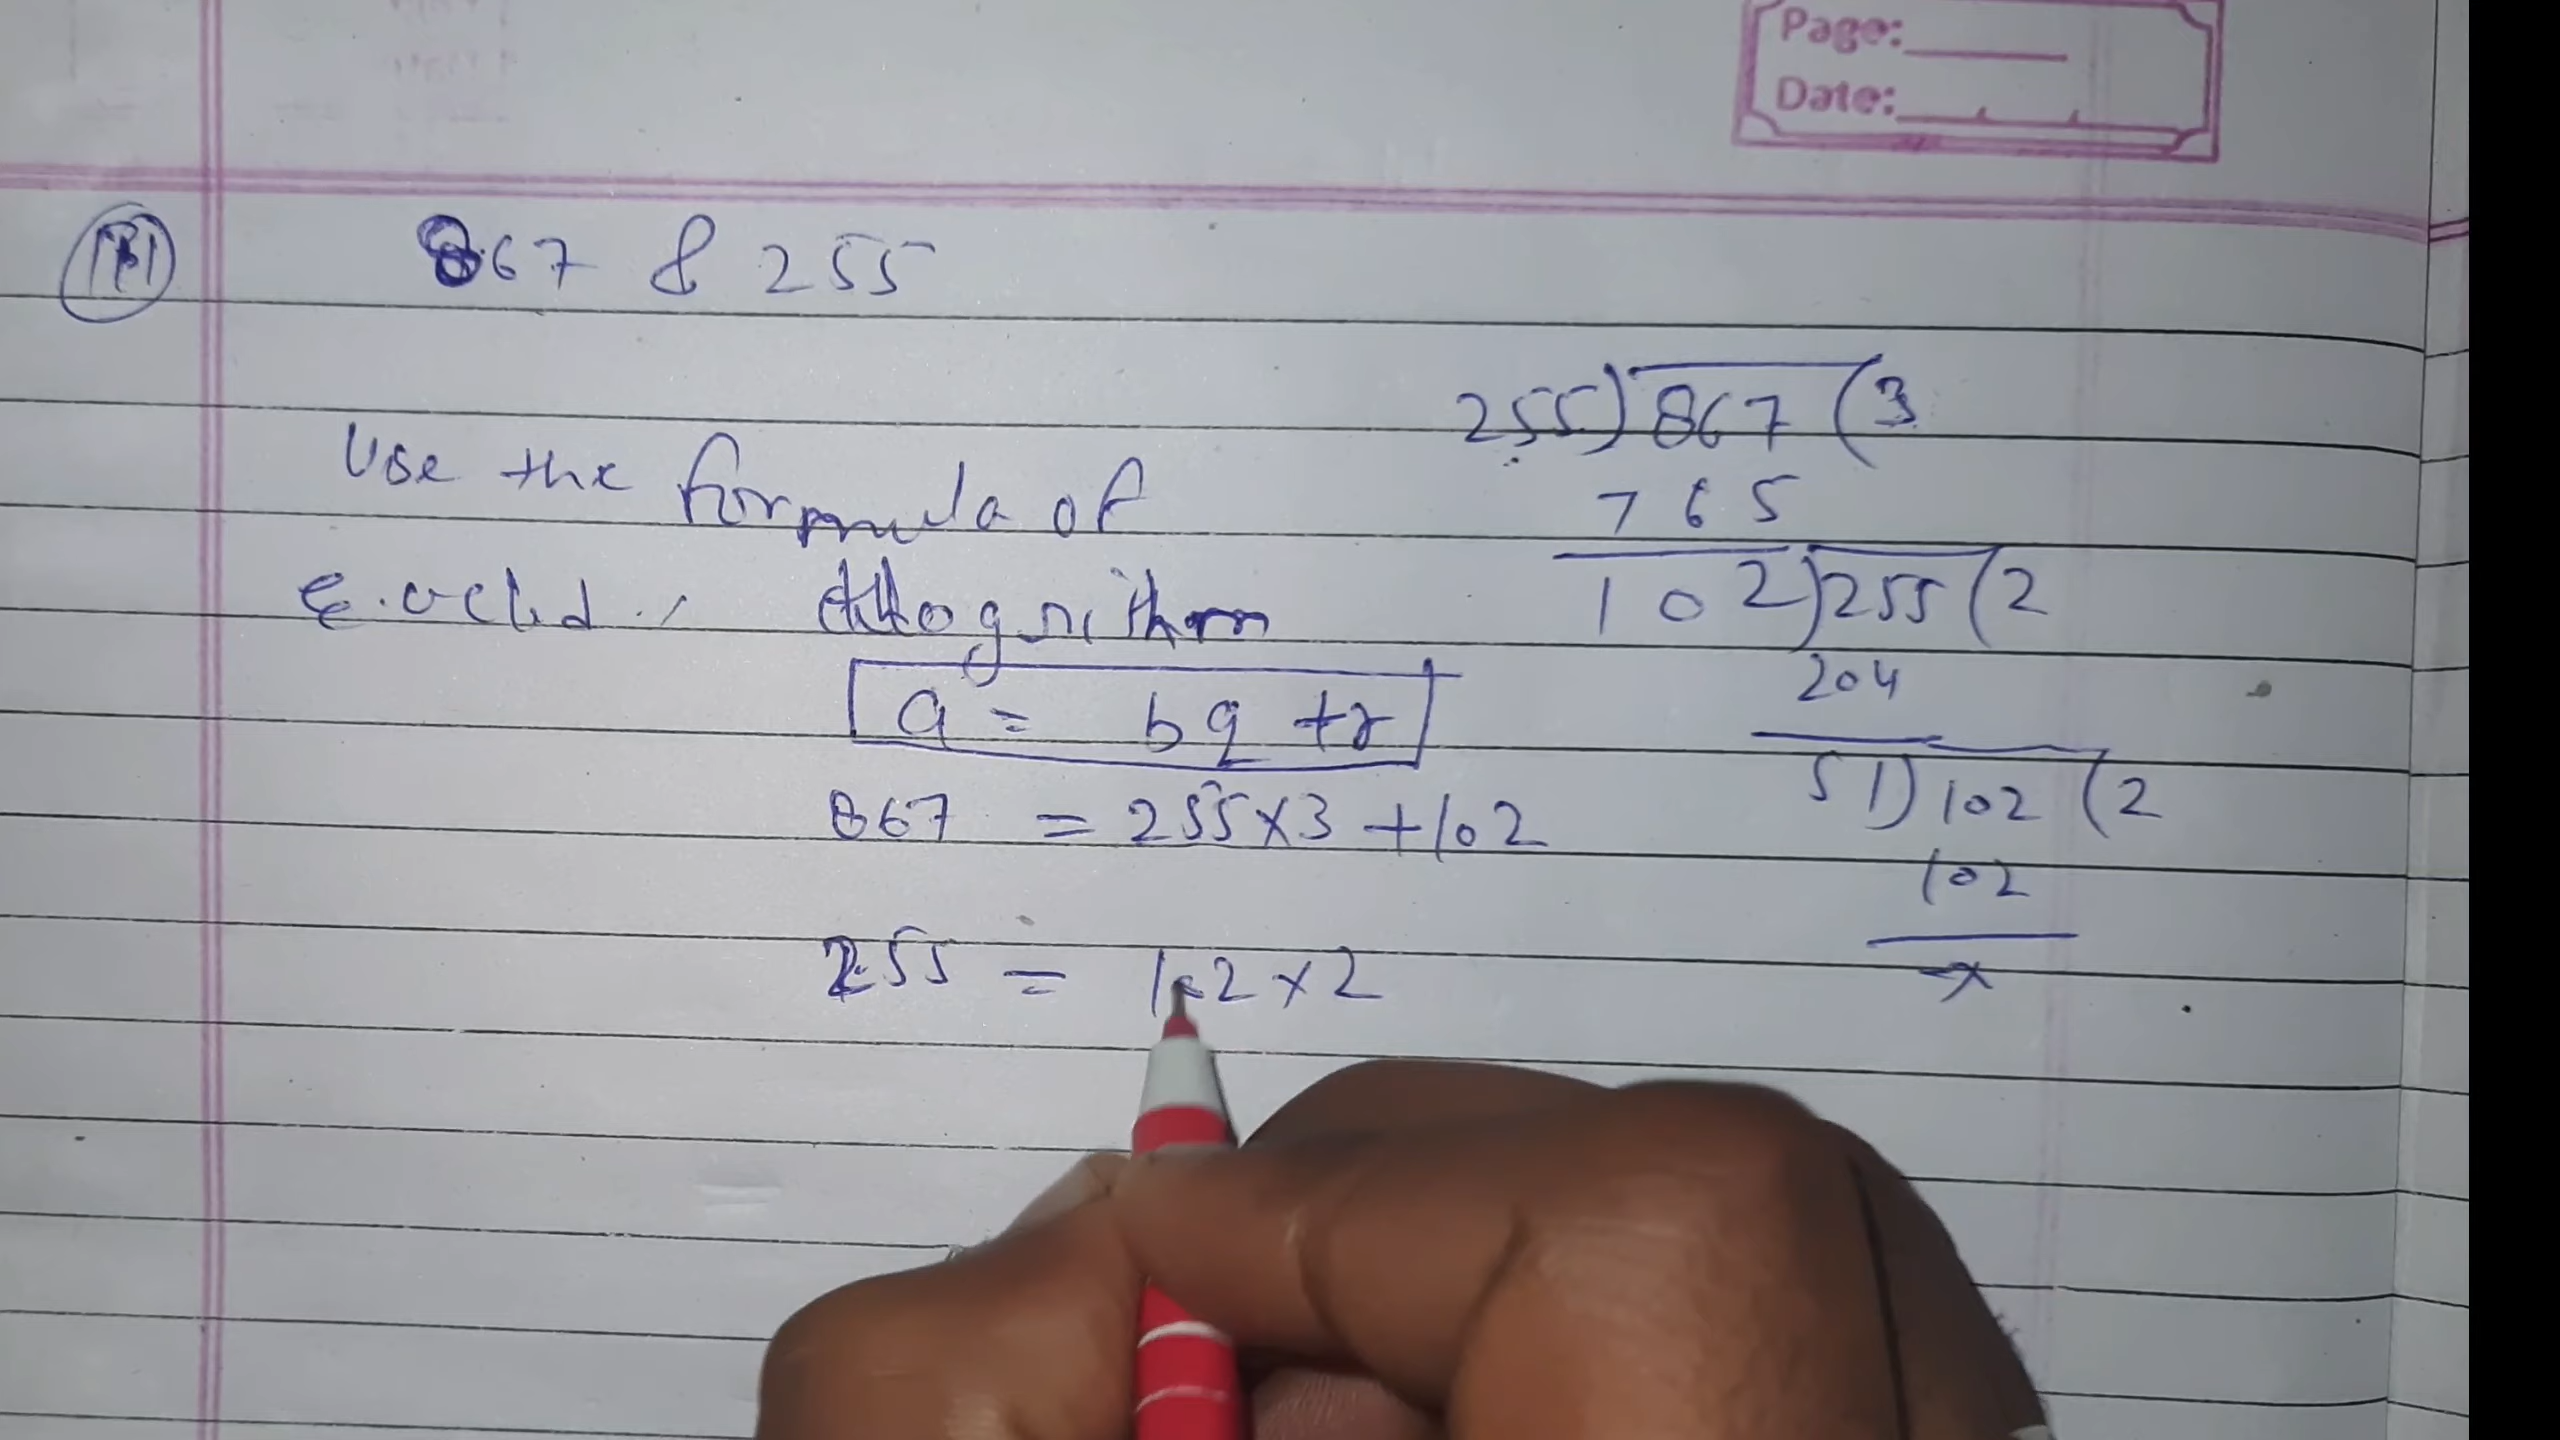 Page:
Date:
867 & 255
Use the formula of
a = bq + r
867 = 255×3 + 102
255 = 102×2
255)867(3
765
102)255(2
204
51)102(2
102
×